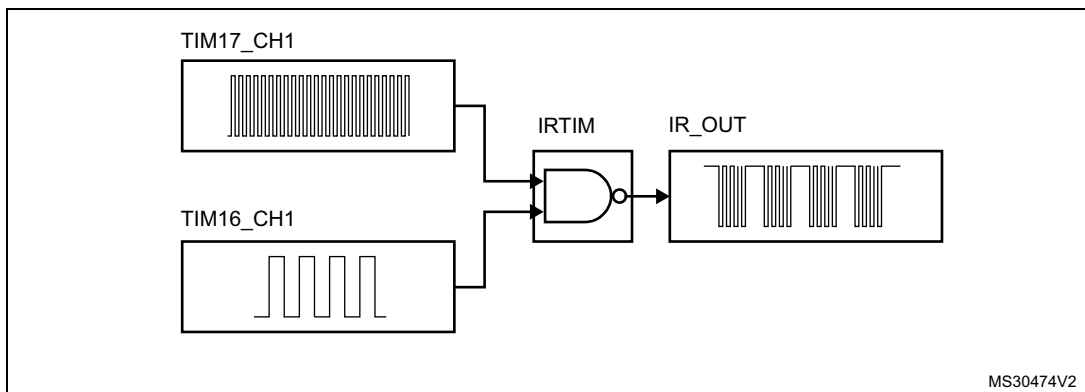 TIM17_CH1
IRTIM
IR_OUT
TIM16_CH1
MS30474V2